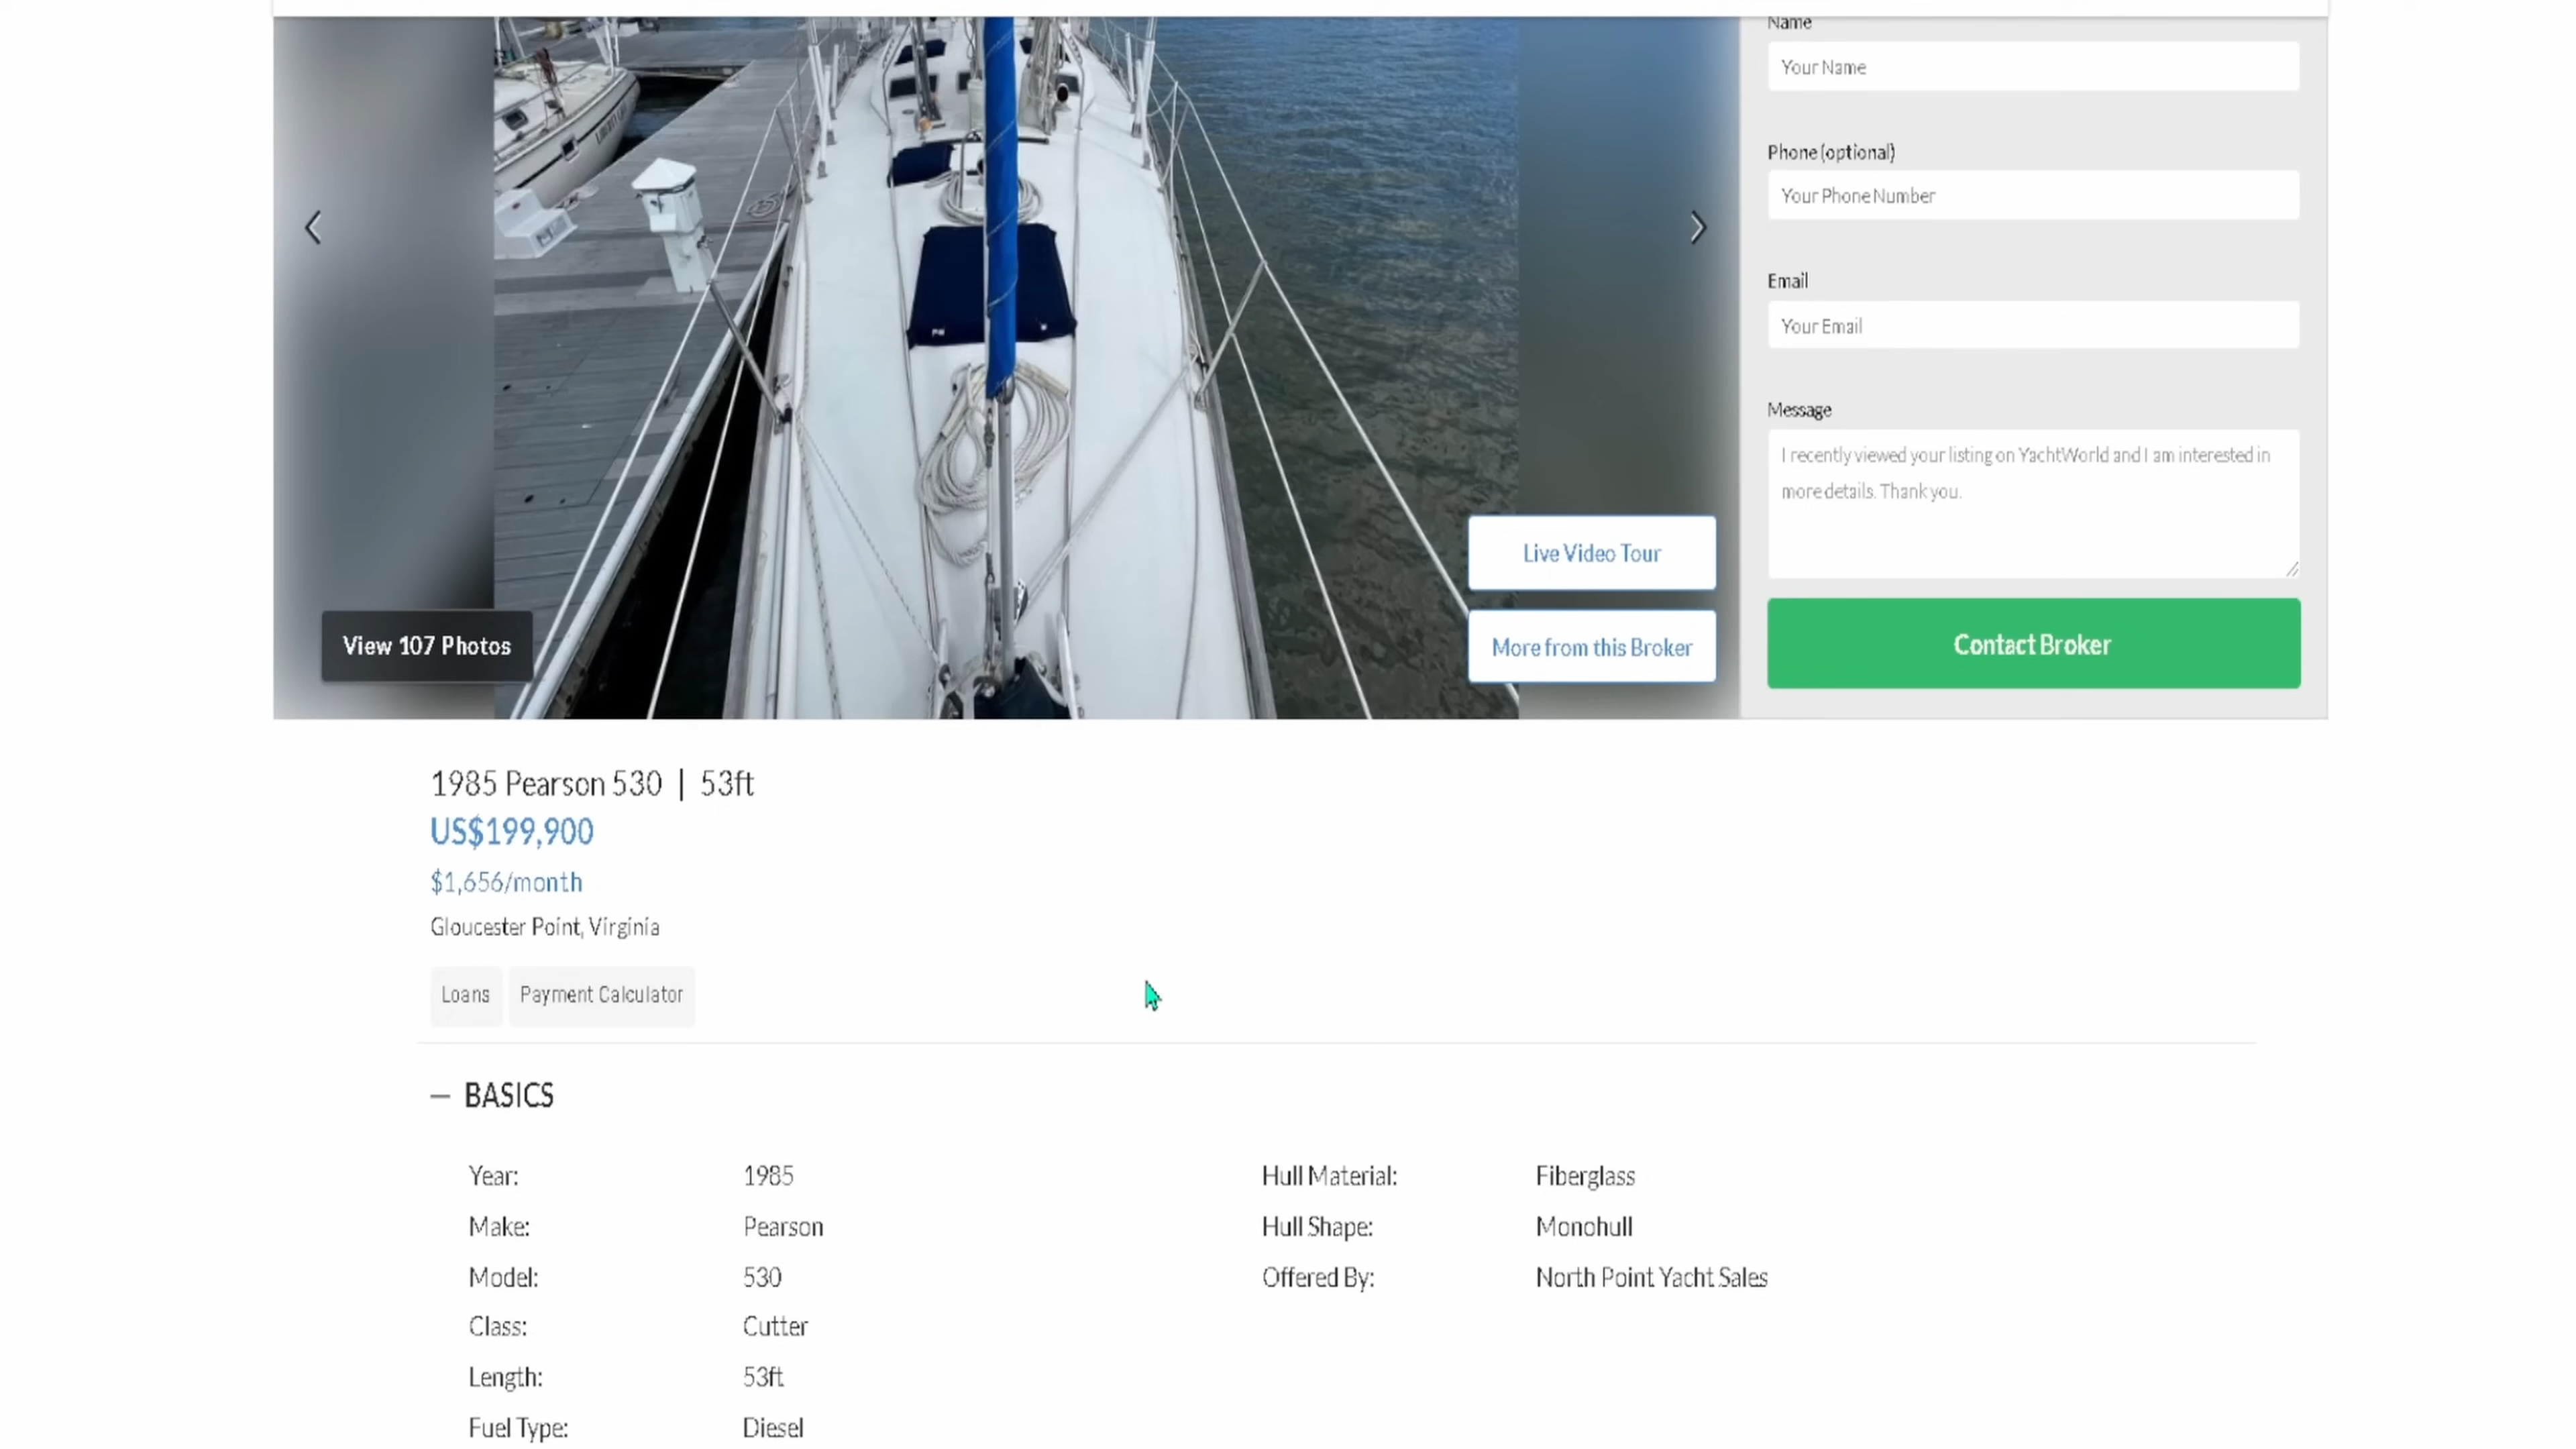 Name
Your Name
Phone (optional)
Your Phone Number
Email
Your Email
Message
I recently viewed your listing on YachtWorld and I am interested in
more details. Thank you.
Live Video Tour
More from this Broker
View 107 Photos
Contact Broker
1985 Pearson 530 | 53ft
US$199,900
$1,656/month
Gloucester Point, Virginia
Loans
Payment Calculator
— BASICS
Year: 1985
Make: Pearson
Model: 530
Class: Cutter
Length: 53ft
Fuel Type: Diesel
Hull Material: Fiberglass
Hull Shape: Monohull
Offered By: North Point Yacht Sales